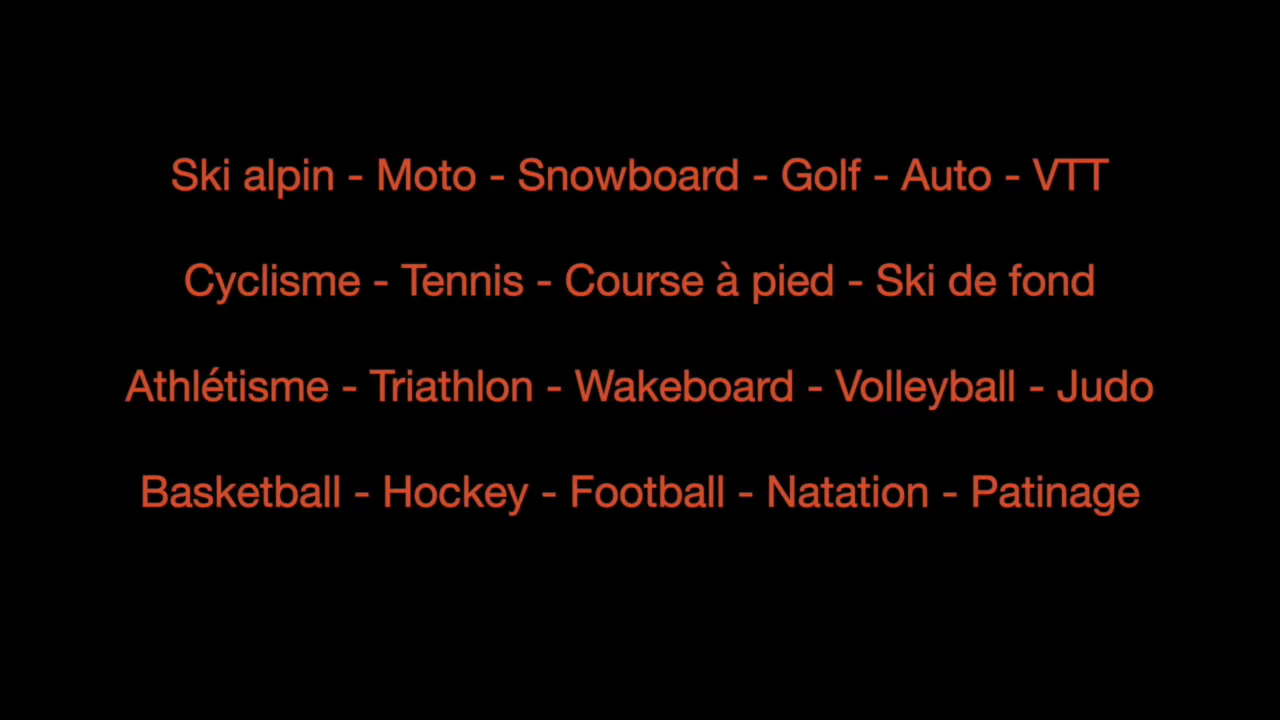 Ski alpin - Moto - Snowboard - Golf - Auto - VTT
Cyclisme - Tennis - Course à pied - Ski de fond
Athlétisme - Triathlon - Wakeboard - Volleyball - Judo
Basketball - Hockey - Football - Natation - Patinage